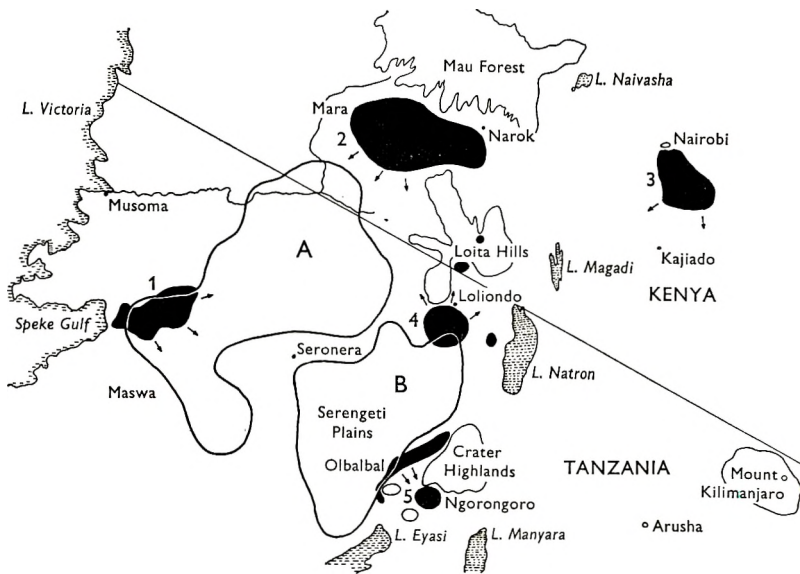 Mau Forest
L. Naivasha
L. Victoria
Mara
2
Narok
Nairobi
3
Musoma
A
Loita Hills
L. Magadi
Kajiado
KENYA
1
Loliondo
Speke Gulf
4
Seronera
L. Natron
Maswa
B
Serengeti
Plains
Olbalbal
Crater
Highlands
TANZANIA
Mount
Kilimanjaro
5
Ngorongoro
Arusha
L. Eyasi
L. Manyara